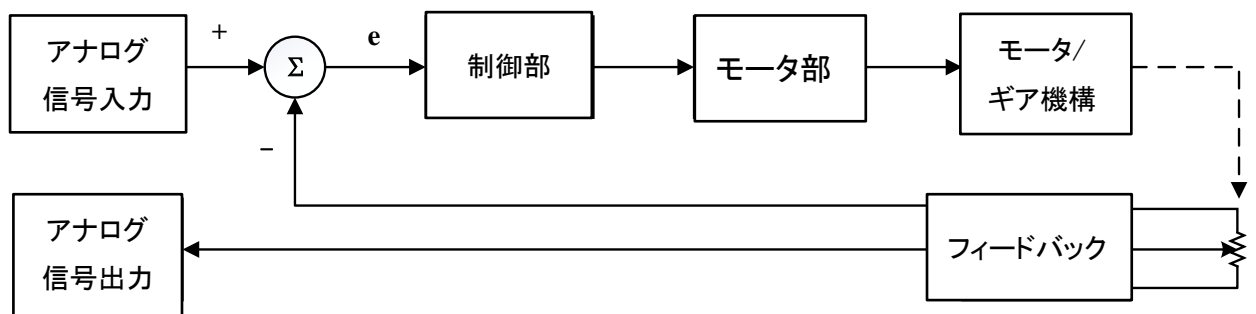 アナログ
信号入力
+
Σ
e
制御部
モータ部
モータ/
ギア機構
−
アナログ
信号出力
フィードバック